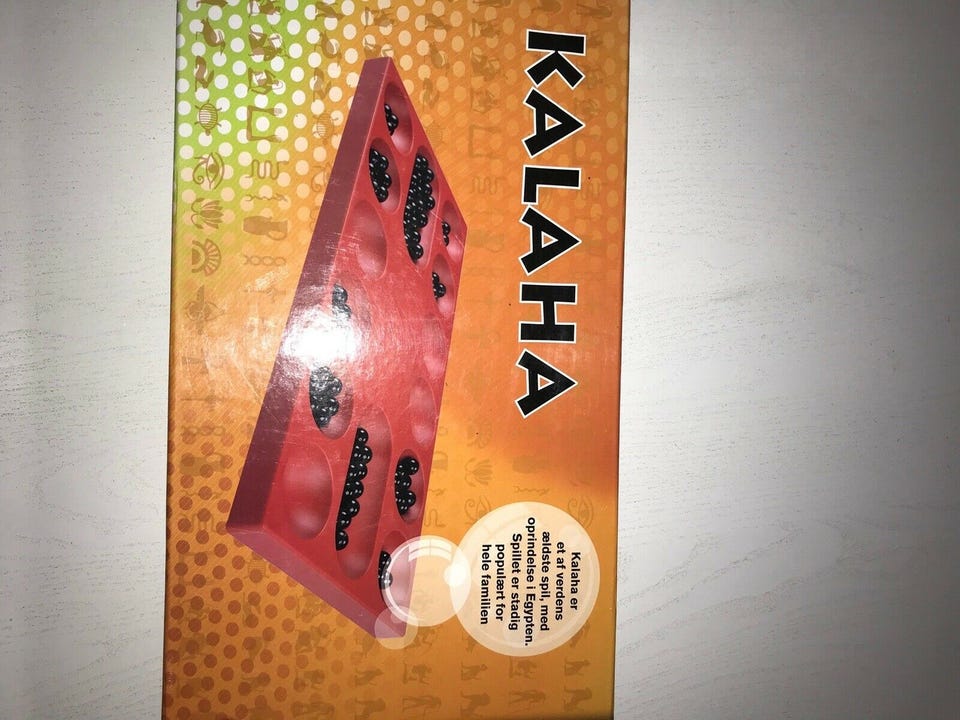 KALAHA
Kalaha er
et af verdens
ældste spil, med
oprindelse i Egypten.
Spillet er stadig
populært for
hele familien